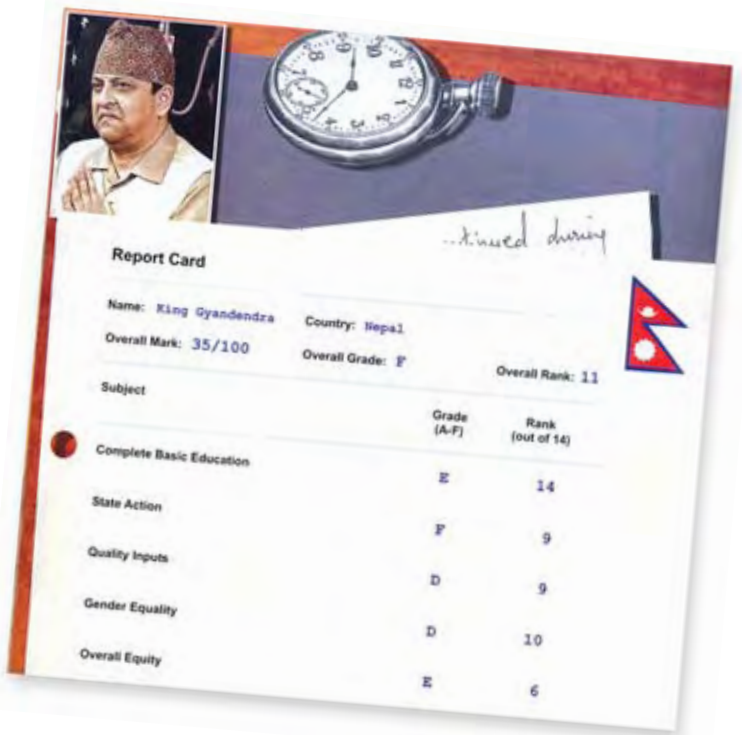 ...tinued during
Report Card
Name: King Gyandendra Country: Nepal
Overall Mark: 35/100 Overall Grade: F Overall Rank: 11
Subject Grade (A-F) Rank (out of 14)
Complete Basic Education E 14
State Action F 9
Quality Inputs D 9
Gender Equality D 10
Overall Equity E 6